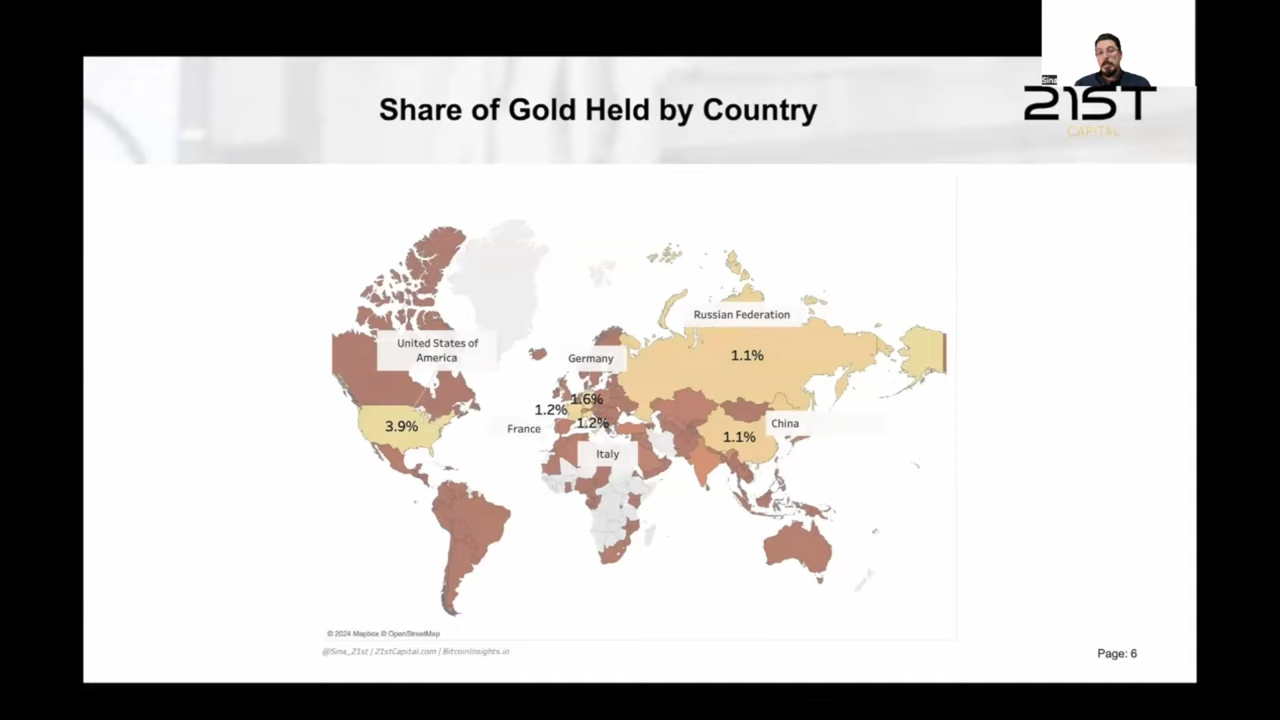 Share of Gold Held by Country
Sina
21ST
CAPITAL
Russian Federation
1.1%
United States of
America
3.9%
Germany
1.6%
1.2%
France
1.2%
Italy
China
1.1%
© 2024 Mapbox © OpenStreetMap
@Sina_21st | 21stCapital.com | BitcoinInsights.io
Page: 6